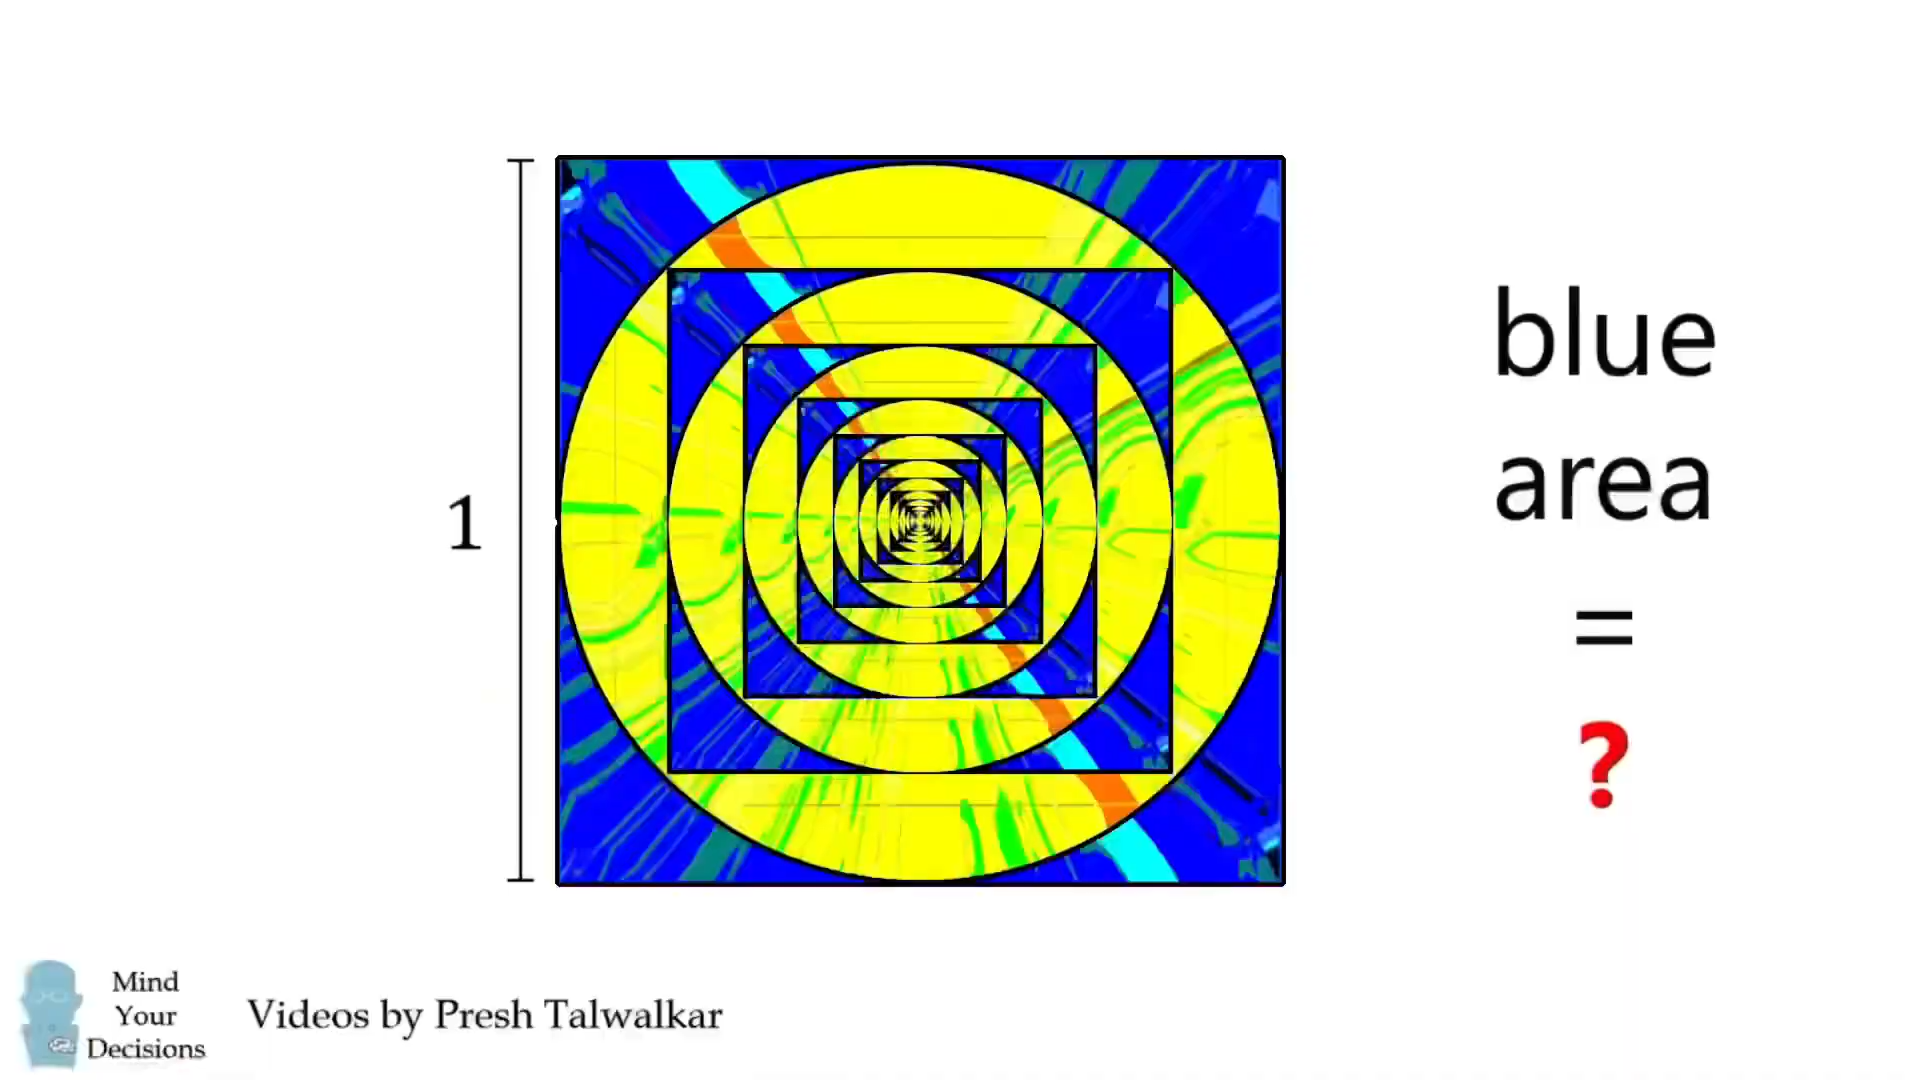 1
blue
area
=
?
Mind
Your
Decisions
Videos by Presh Talwalkar